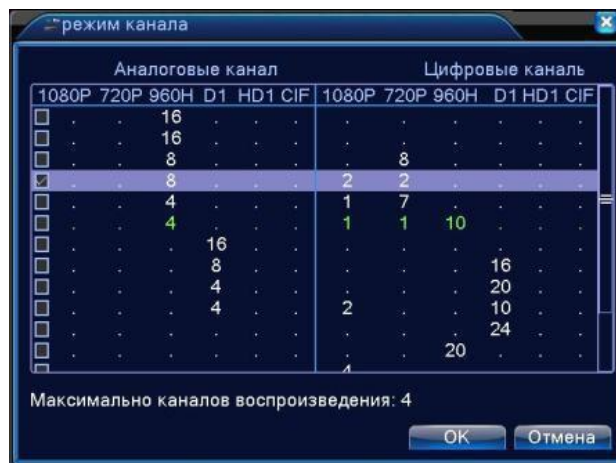 режим канала
Аналоговые канал Цифровые каналь
1080P 720P 960H D1 HD1 CIF 1080P 720P 960H D1 HD1 CIF
. . 16 . . . . . . . . .
. . 16 . . . . . . . . .
. . 8 . . . . 8 . . . .
. . 8 . . . 2 2 . . . .
. . 4 . . . 1 7 . . . .
. . 4 . . . 1 1 10 . . .
. . . 16 . . . . . . . .
. . . 8 . . . . . 16 . .
. . . 4 . . . . . 20 . .
. . . 4 . . 2 . . 10 . .
. . . . . . . . . 24 . .
. . . . . . . . 20 . . .
4
Максимально каналов воспроизведения: 4
OK Отмена